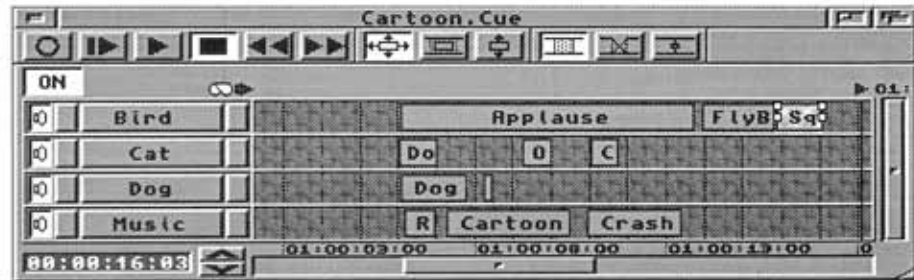 Cartoon.Cue
ON
01:
Bird Applause FlyB Sq
Cat Do O C
Dog Dog
Music R Cartoon Crash
01:00:03:00 01:00:08:00 01:00:13:00 0
00:00:16:03